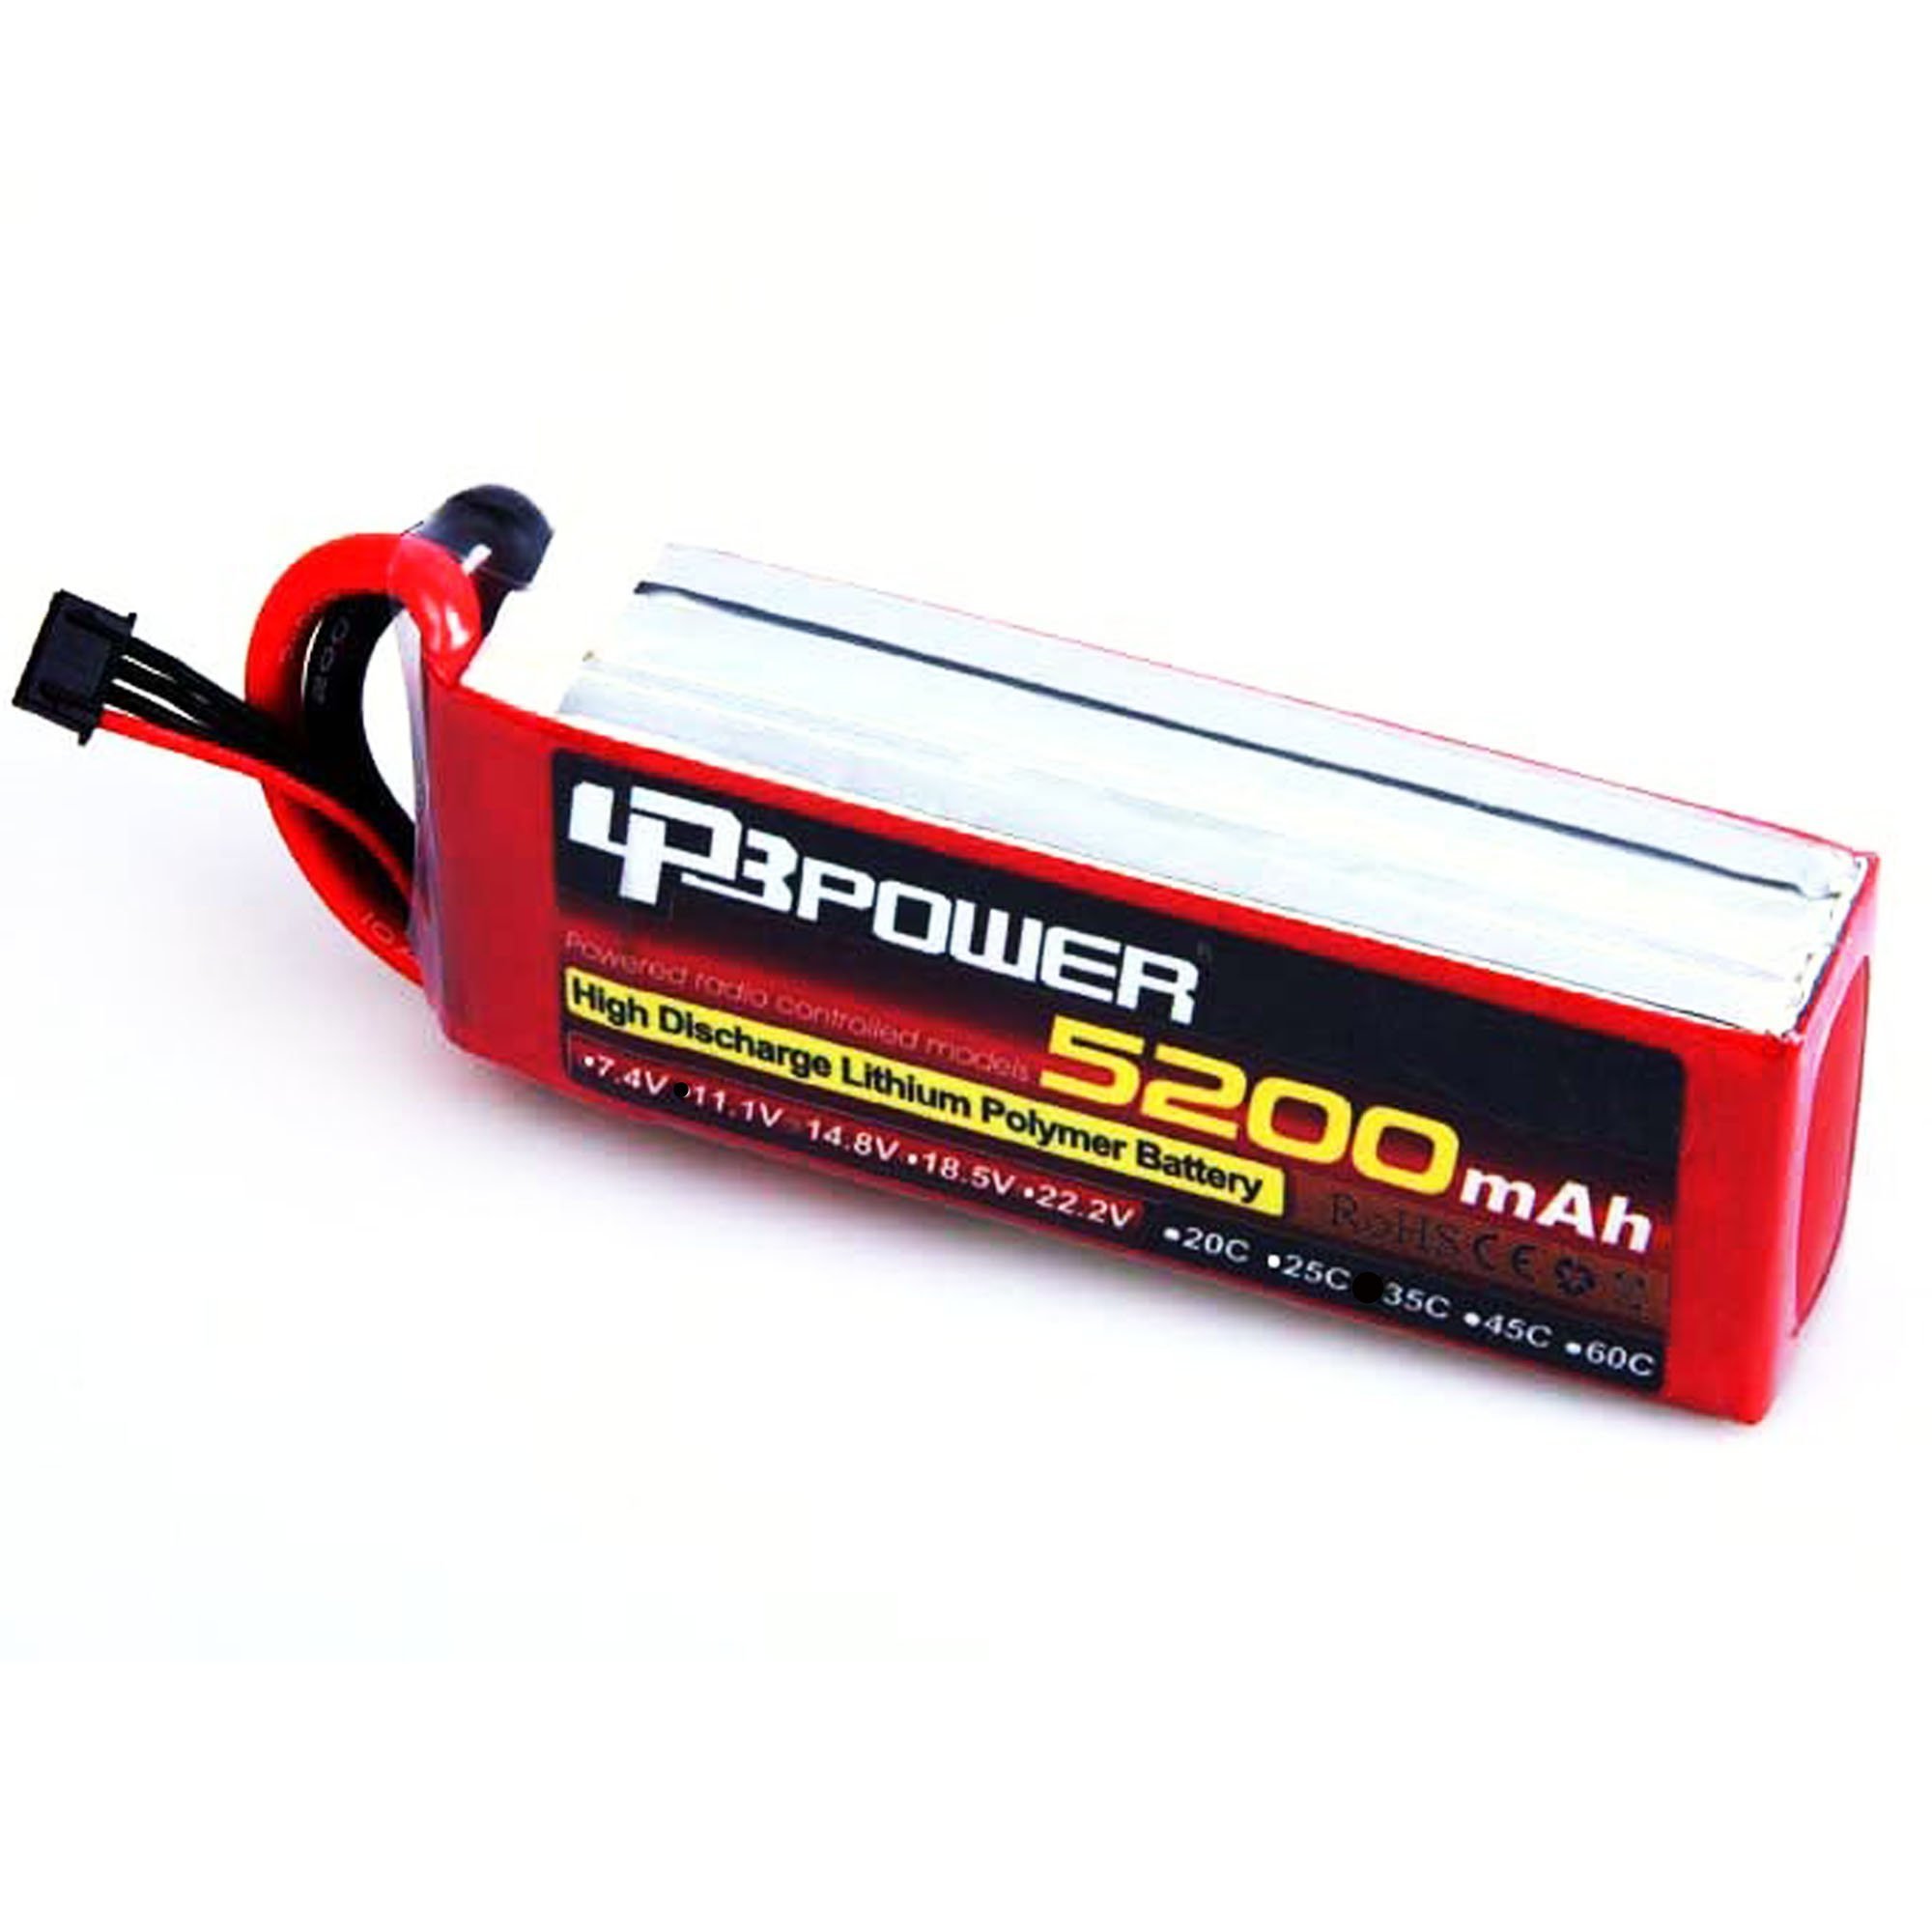 LPBPOWER
Powered radio controlled models
5200mAh
High Discharge Lithium Polymer Battery
RoHS CE
•7.4V •11.1V 14.8V •18.5V •22.2V
•20C •25C •35C •45C •60C